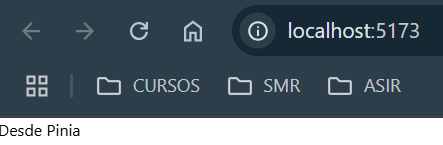 localhost:5173
CURSOS SMR ASIR
Desde Pinia